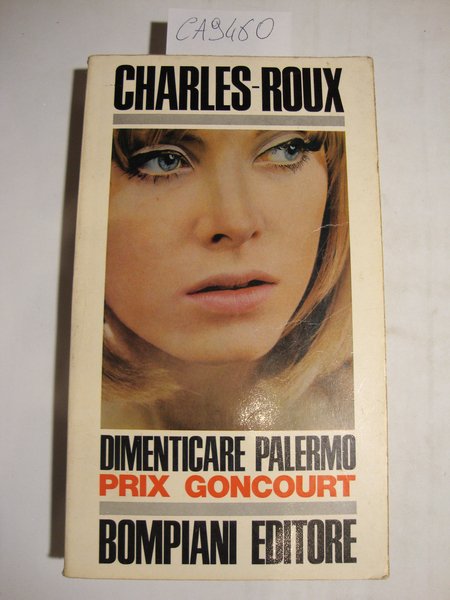 CA9460
CHARLES-ROUX
DIMENTICARE PALERMO
PRIX GONCOURT
BOMPIANI EDITORE